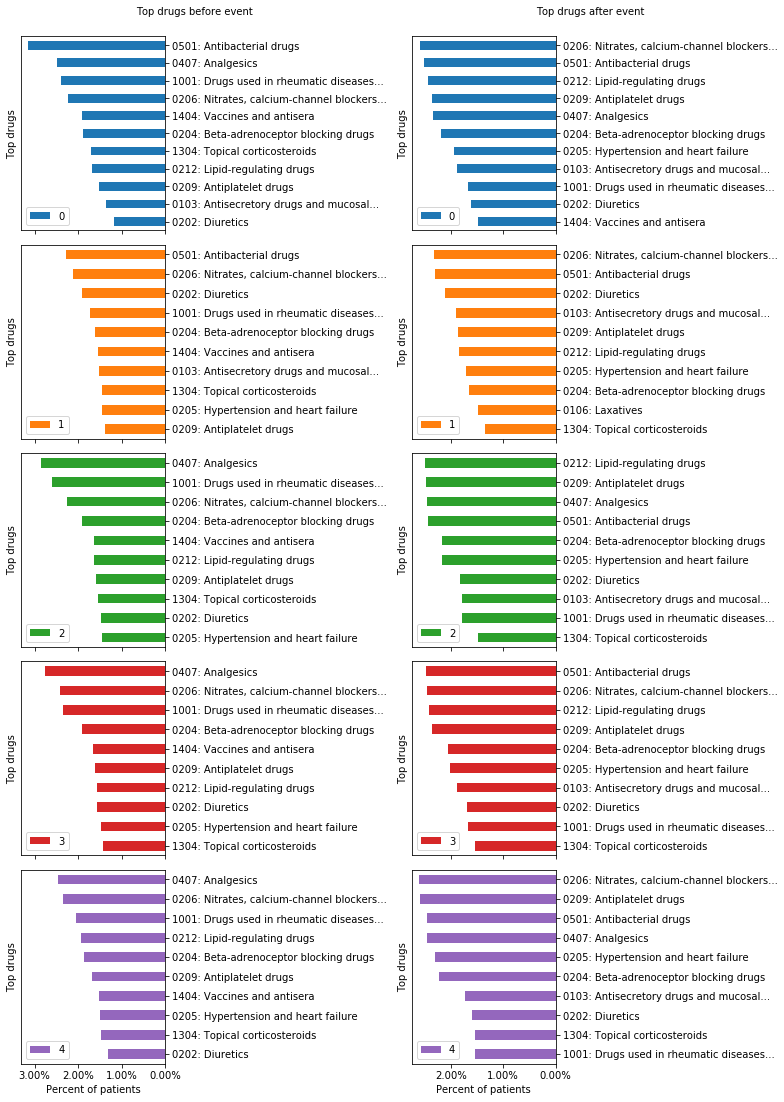 Top drugs before event
0501: Antibacterial drugs
0407: Analgesics
1001: Drugs used in rheumatic diseases...
0206: Nitrates, calcium-channel blockers...
1404: Vaccines and antisera
0204: Beta-adrenoceptor blocking drugs
1304: Topical corticosteroids
0212: Lipid-regulating drugs
0209: Antiplatelet drugs
0103: Antisecretory drugs and mucosal...
0202: Diuretics
Top drugs
0
0501: Antibacterial drugs
0206: Nitrates, calcium-channel blockers...
0202: Diuretics
1001: Drugs used in rheumatic diseases...
0204: Beta-adrenoceptor blocking drugs
1404: Vaccines and antisera
0103: Antisecretory drugs and mucosal...
1304: Topical corticosteroids
0205: Hypertension and heart failure
0209: Antiplatelet drugs
Top drugs
1
0407: Analgesics
1001: Drugs used in rheumatic diseases...
0206: Nitrates, calcium-channel blockers...
0204: Beta-adrenoceptor blocking drugs
1404: Vaccines and antisera
0212: Lipid-regulating drugs
0209: Antiplatelet drugs
1304: Topical corticosteroids
0202: Diuretics
0205: Hypertension and heart failure
Top drugs
2
0407: Analgesics
0206: Nitrates, calcium-channel blockers...
1001: Drugs used in rheumatic diseases...
0204: Beta-adrenoceptor blocking drugs
1404: Vaccines and antisera
0209: Antiplatelet drugs
0212: Lipid-regulating drugs
0202: Diuretics
0205: Hypertension and heart failure
1304: Topical corticosteroids
Top drugs
3
0407: Analgesics
0206: Nitrates, calcium-channel blockers...
1001: Drugs used in rheumatic diseases...
0212: Lipid-regulating drugs
0204: Beta-adrenoceptor blocking drugs
0209: Antiplatelet drugs
1404: Vaccines and antisera
0205: Hypertension and heart failure
1304: Topical corticosteroids
0202: Diuretics
Top drugs
4
3.00% 2.00% 1.00% 0.00%
Percent of patients
Top drugs after event
0206: Nitrates, calcium-channel blockers...
0501: Antibacterial drugs
0212: Lipid-regulating drugs
0209: Antiplatelet drugs
0407: Analgesics
0204: Beta-adrenoceptor blocking drugs
0205: Hypertension and heart failure
0103: Antisecretory drugs and mucosal...
1001: Drugs used in rheumatic diseases...
0202: Diuretics
1404: Vaccines and antisera
Top drugs
0
0206: Nitrates, calcium-channel blockers...
0501: Antibacterial drugs
0202: Diuretics
0103: Antisecretory drugs and mucosal...
0209: Antiplatelet drugs
0212: Lipid-regulating drugs
0205: Hypertension and heart failure
0204: Beta-adrenoceptor blocking drugs
0106: Laxatives
1304: Topical corticosteroids
Top drugs
1
0212: Lipid-regulating drugs
0209: Antiplatelet drugs
0407: Analgesics
0501: Antibacterial drugs
0204: Beta-adrenoceptor blocking drugs
0205: Hypertension and heart failure
0202: Diuretics
0103: Antisecretory drugs and mucosal...
1001: Drugs used in rheumatic diseases...
1304: Topical corticosteroids
Top drugs
2
0501: Antibacterial drugs
0206: Nitrates, calcium-channel blockers...
0212: Lipid-regulating drugs
0209: Antiplatelet drugs
0204: Beta-adrenoceptor blocking drugs
0205: Hypertension and heart failure
0103: Antisecretory drugs and mucosal...
0202: Diuretics
1001: Drugs used in rheumatic diseases...
1304: Topical corticosteroids
Top drugs
3
0206: Nitrates, calcium-channel blockers...
0209: Antiplatelet drugs
0501: Antibacterial drugs
0407: Analgesics
0205: Hypertension and heart failure
0204: Beta-adrenoceptor blocking drugs
0103: Antisecretory drugs and mucosal...
0202: Diuretics
1304: Topical corticosteroids
1001: Drugs used in rheumatic diseases...
Top drugs
4
2.00% 1.00% 0.00%
Percent of patients